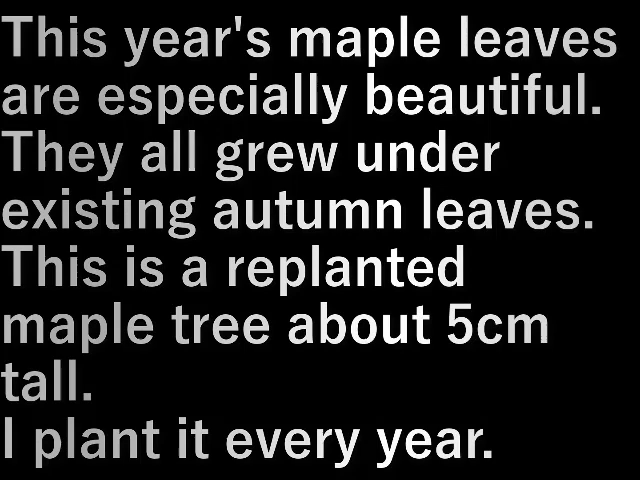 This year's maple leaves
are especially beautiful.
They all grew under
existing autumn leaves.
This is a replanted
maple tree about 5cm
tall.
I plant it every year.